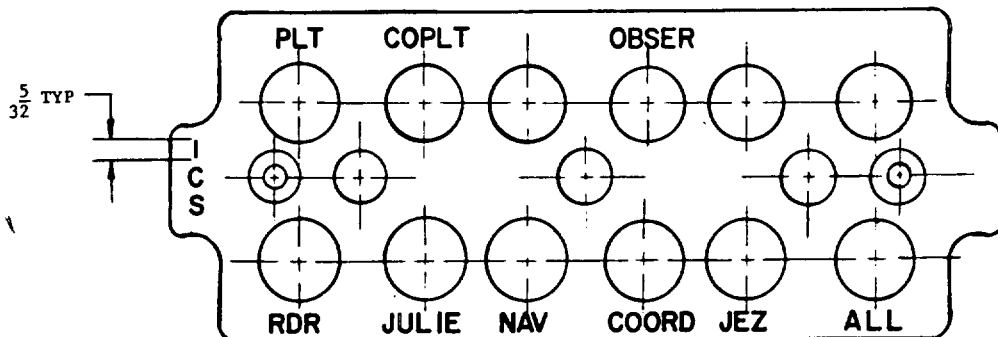 PLT COPLT OBSER
5/32 TYP
I
C
S
RDR JULIE NAV COORD JEZ ALL